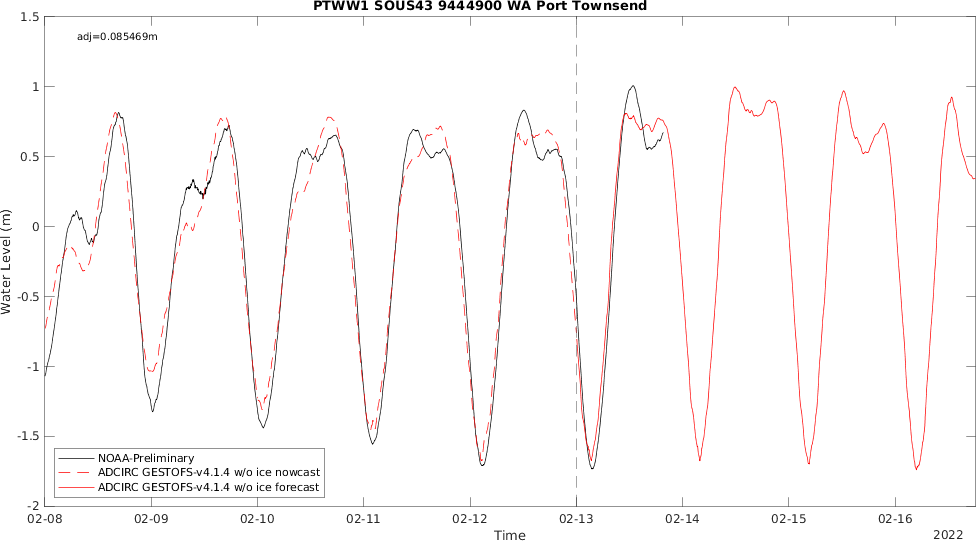 PTWW1 SOUS43 9444900 WA Port Townsend
adj=0.085469m
1.5
1
0.5
0
-0.5
-1
-1.5
-2
Water Level (m)
NOAA-Preliminary
ADCIRC GESTOFS-v4.1.4 w/o ice nowcast
ADCIRC GESTOFS-v4.1.4 w/o ice forecast
02-08 02-09 02-10 02-11 02-12 02-13 02-14 02-15 02-16
Time
2022